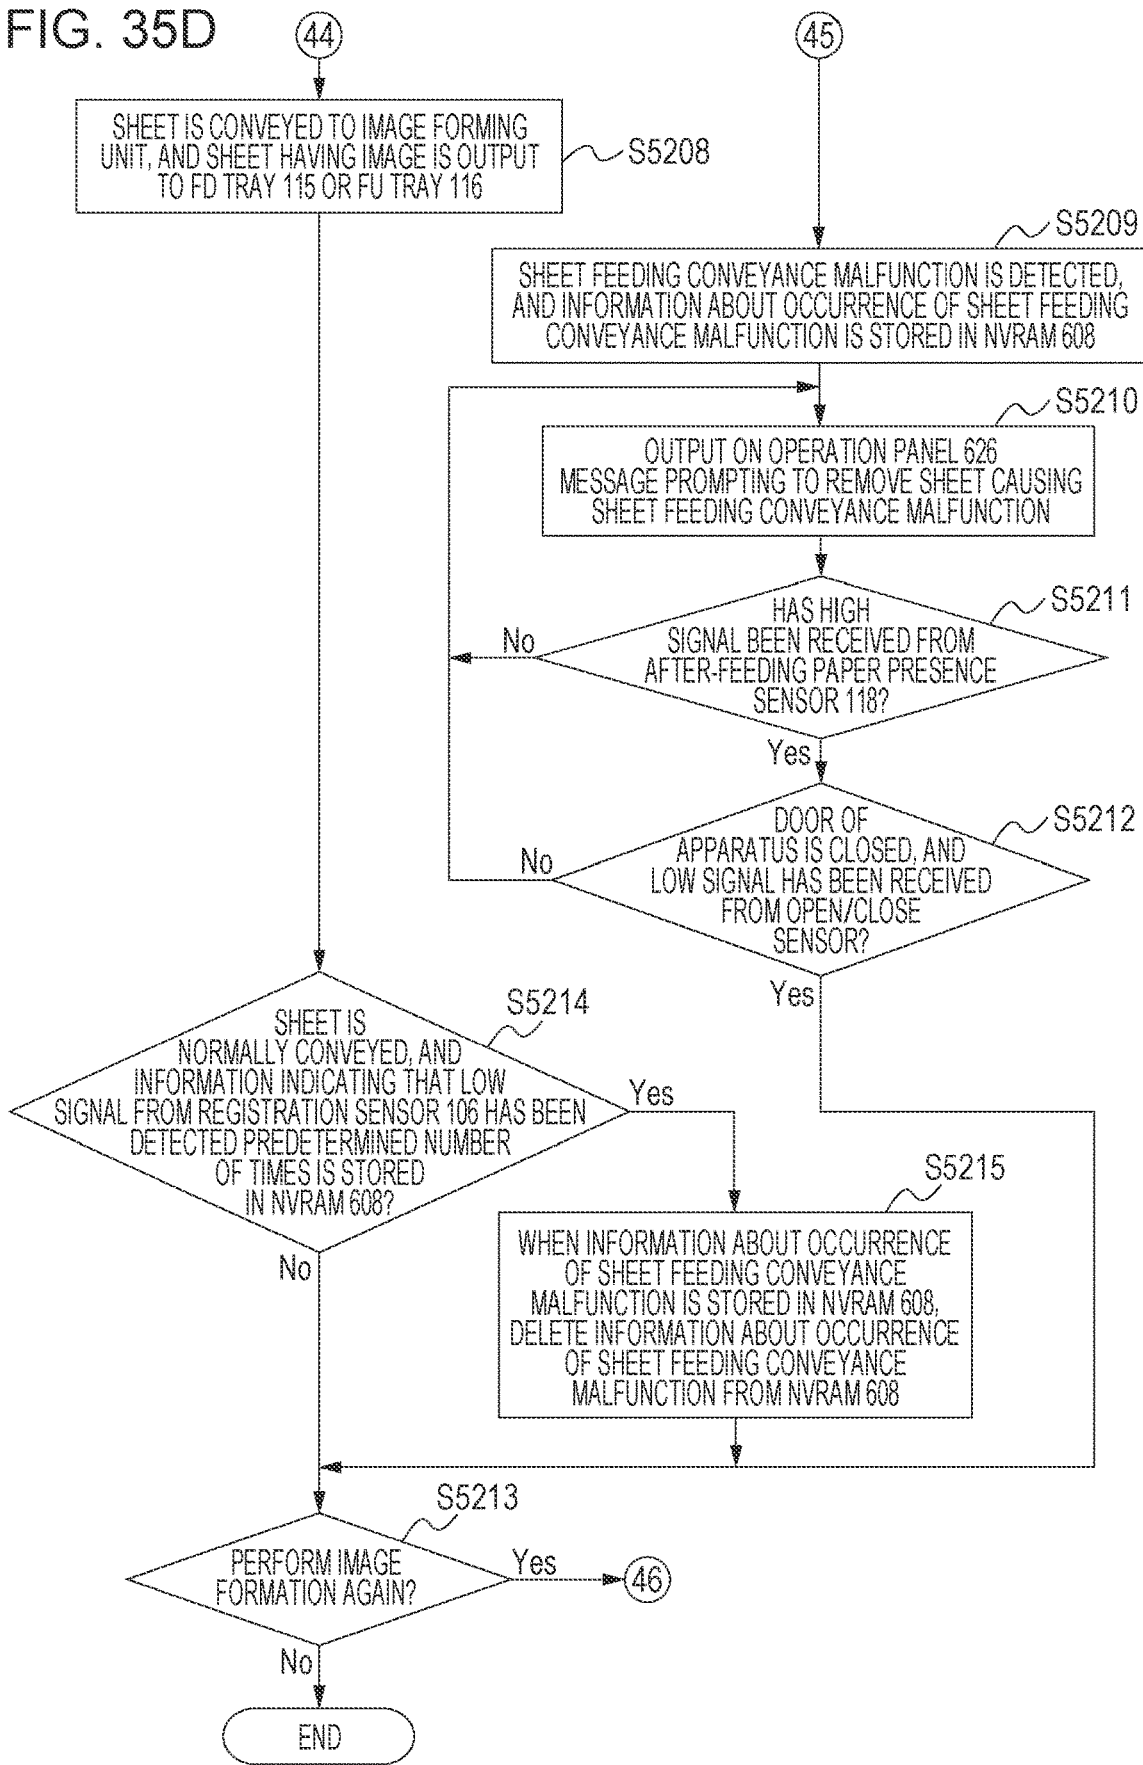 FIG. 35D
44
45
SHEET IS CONVEYED TO IMAGE FORMING
UNIT, AND SHEET HAVING IMAGE IS OUTPUT
TO FD TRAY 115 OR FU TRAY 116
S5208
S5209
SHEET FEEDING CONVEYANCE MALFUNCTION IS DETECTED,
AND INFORMATION ABOUT OCCURRENCE OF SHEET FEEDING
CONVEYANCE MALFUNCTION IS STORED IN NVRAM 608
S5210
OUTPUT ON OPERATION PANEL 626
MESSAGE PROMPTING TO REMOVE SHEET CAUSING
SHEET FEEDING CONVEYANCE MALFUNCTION
S5211
HAS HIGH
SIGNAL BEEN RECEIVED FROM
AFTER-FEEDING PAPER PRESENCE
SENSOR 118?
No
Yes
S5212
DOOR OF
APPARATUS IS CLOSED, AND
LOW SIGNAL HAS BEEN RECEIVED
FROM OPEN/CLOSE
SENSOR?
No
Yes
S5214
SHEET IS
NORMALLY CONVEYED, AND
INFORMATION INDICATING THAT LOW
SIGNAL FROM REGISTRATION SENSOR 106 HAS BEEN
DETECTED PREDETERMINED NUMBER
OF TIMES IS STORED
IN NVRAM 608?
Yes
No
S5215
WHEN INFORMATION ABOUT OCCURRENCE
OF SHEET FEEDING CONVEYANCE
MALFUNCTION IS STORED IN NVRAM 608,
DELETE INFORMATION ABOUT OCCURRENCE
OF SHEET FEEDING CONVEYANCE
MALFUNCTION FROM NVRAM 608
S5213
PERFORM IMAGE
FORMATION AGAIN?
Yes
46
No
END